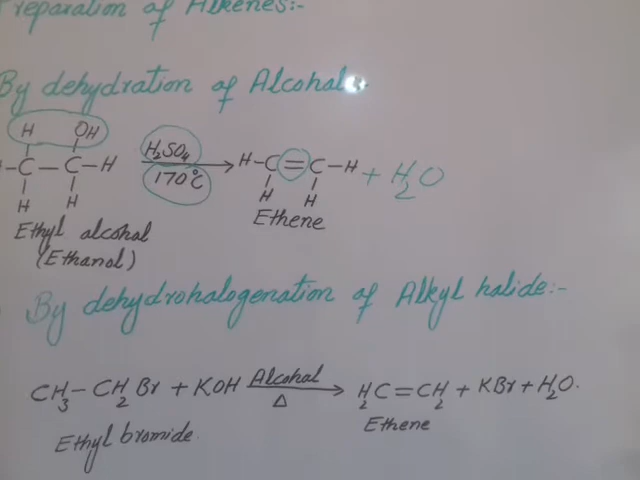 Preparation of Alkenes:-
By dehydration of Alcohol:
H OH
-C-C-H
H H
H₂SO₄
170°C
H-C=C-H + H₂O
H H
Ethyl alcohol
(Ethanol)
Ethene
By dehydrohalogenation of Alkyl halide:-
CH₃-CH₂Br + KOH Alcohol Δ → H₂C=CH₂ + KBr + H₂O.
Ethyl bromide.
Ethene